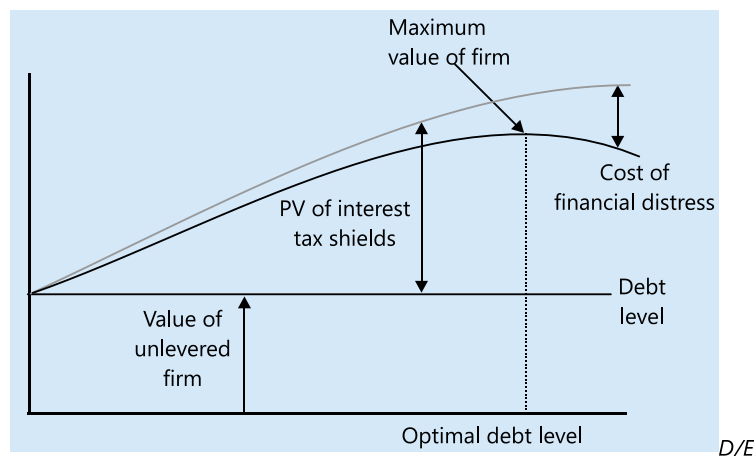 Maximum
value of firm
Cost of
financial distress
PV of interest
tax shields
Debt
level
Value of
unlevered
firm
Optimal debt level
D/E